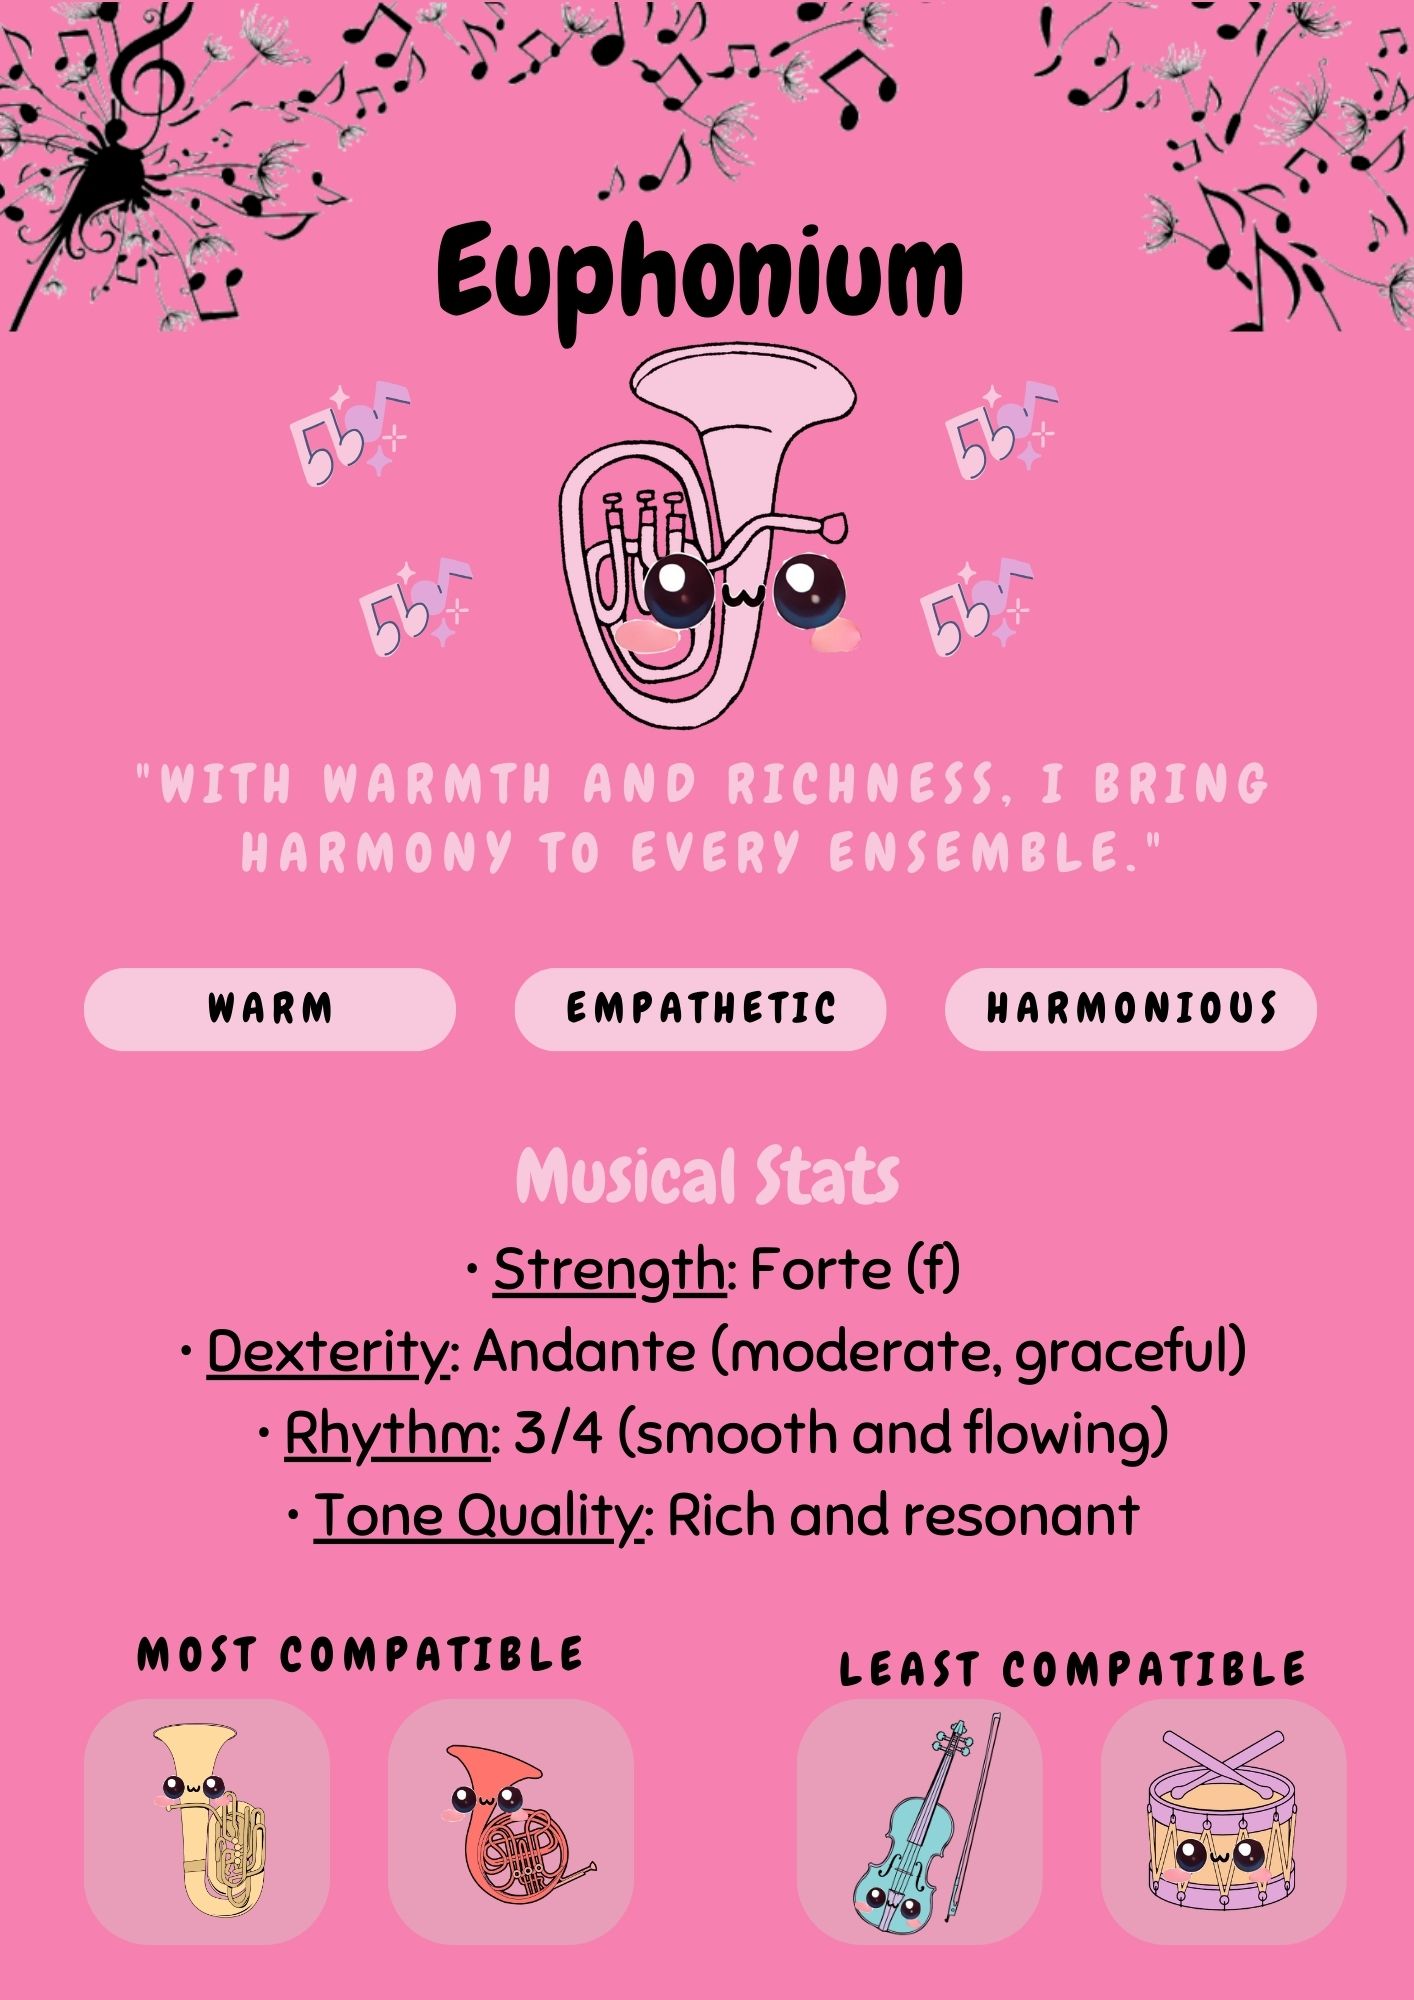 Euphonium
"WITH WARMTH AND RICHNESS, I BRING
HARMONY TO EVERY ENSEMBLE."
WARM
EMPATHETIC
HARMONIOUS
Musical Stats
• Strength: Forte (f)
• Dexterity: Andante (moderate, graceful)
• Rhythm: 3/4 (smooth and flowing)
• Tone Quality: Rich and resonant
MOST COMPATIBLE
LEAST COMPATIBLE